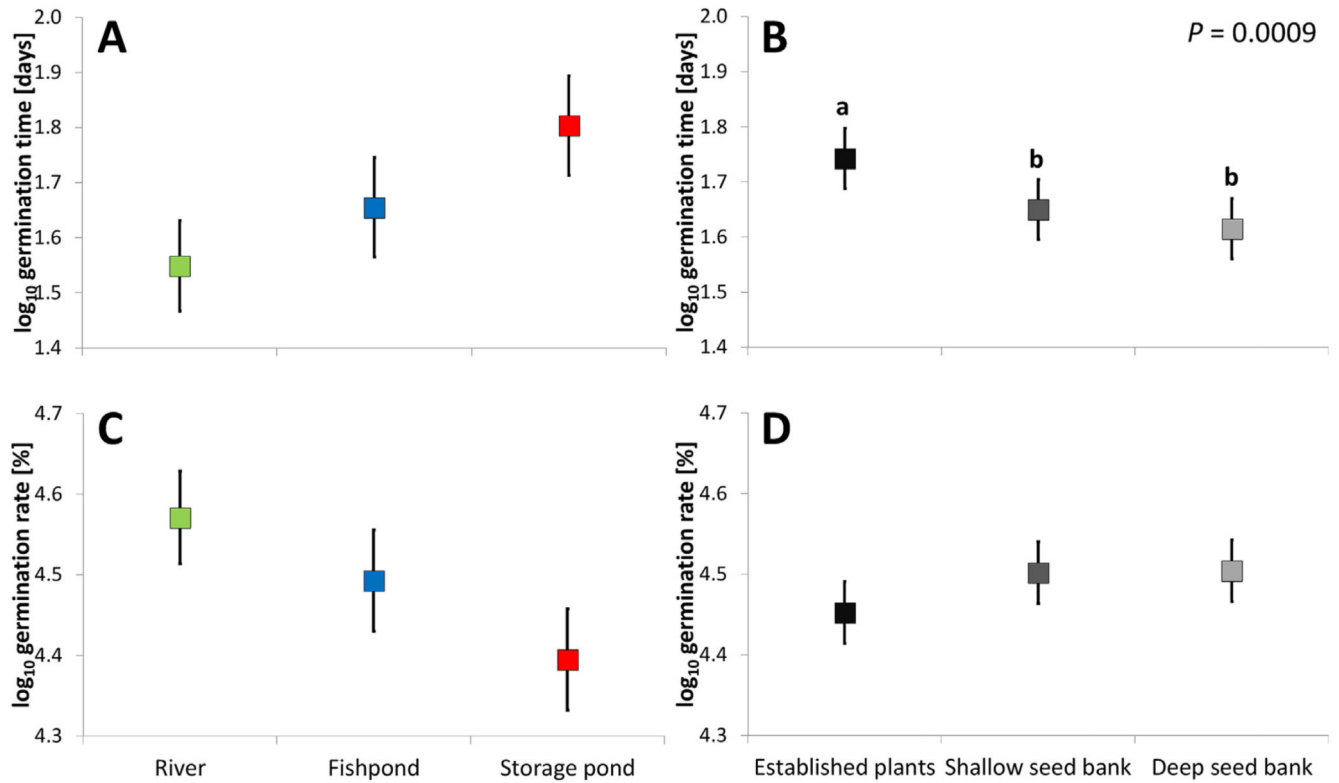 A
log10 germination time [days]
2.0
1.9
1.8
1.7
1.6
1.5
1.4
B
P = 0.0009
log10 germination time [days]
2.0
1.9
1.8
1.7
1.6
1.5
1.4
a
b
b
C
log10 germination rate [%]
4.7
4.6
4.5
4.4
4.3
River Fishpond Storage pond
D
log10 germination rate [%]
4.7
4.6
4.5
4.4
4.3
Established plants Shallow seed bank Deep seed bank